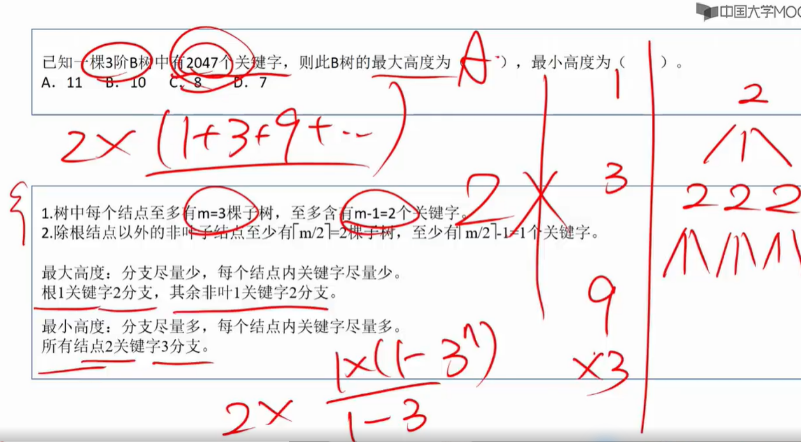 中国大学MOC
已知一棵3阶B树中有2047个关键字，则此B树的最大高度为（ A ），最小高度为（ ）。
A. 11 B. 10 C. 8 D. 7
2×(1+3+9+…)
1.树中每个结点至多有m=3棵子树，至多含有m-1=2个关键字。
2.除根结点以外的非叶子结点至少有⌈m/2⌉=2棵子树，至少有⌈m/2⌉-1=1个关键字。
最大高度：分支尽量少，每个结点内关键字尽量少。
根1关键字2分支，其余非叶1关键字2分支。
最小高度：分支尽量多，每个结点内关键字尽量多。
所有结点2关键字3分支。
2× 1×(1-3ⁿ)
1-3
2×
1
3
9
×3
2
2 2 2